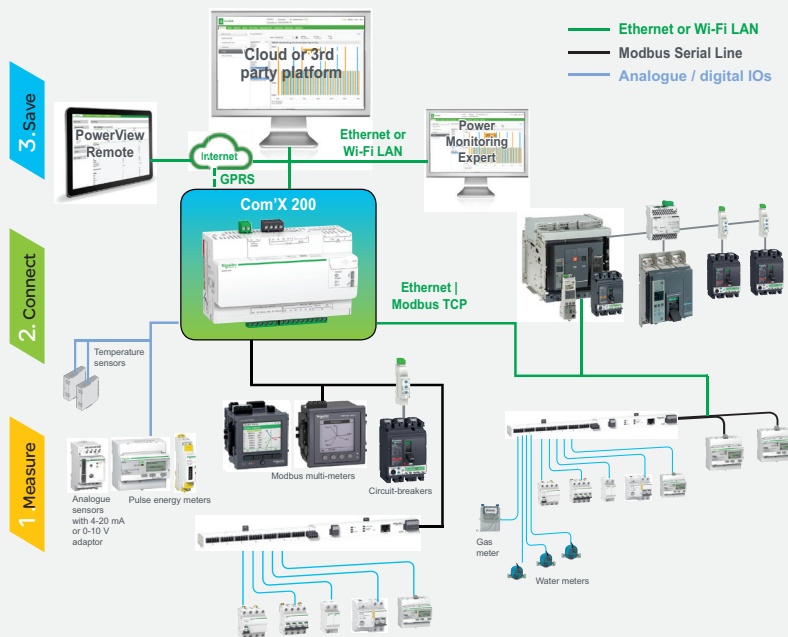 Ethernet or Wi-Fi LAN
Modbus Serial Line
Analogue / digital IOs
3. Save
Cloud or 3rd
party platform
PowerView
Remote
Internet
GPRS
Ethernet or
Wi-Fi LAN
Power
Monitoring
Expert
Com'X 200
2. Connect
Ethernet |
Modbus TCP
Temperature
sensors
1 Measure
Analogue
sensors
with 4-20 mA
or 0-10 V
adaptor
Pulse energy meters
Modbus multi-meters
Circuit-breakers
Gas
meter
Water meters